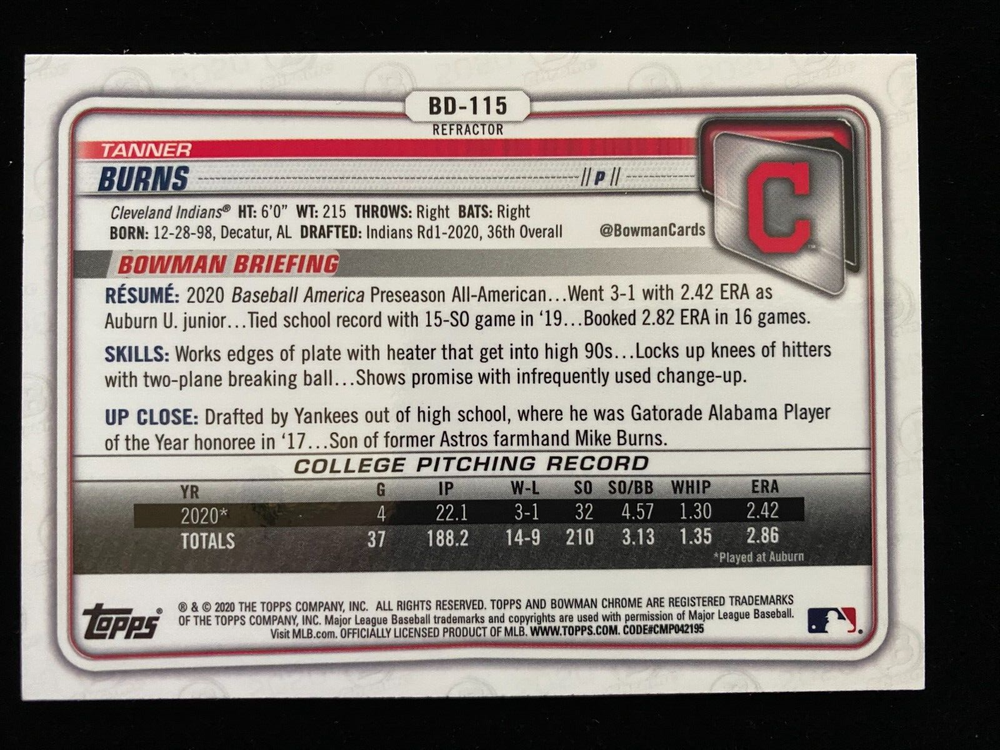 BD-115
REFRACTOR
TANNER
BURNS // P //
Cleveland Indians® HT: 6'0" WT: 215 THROWS: Right BATS: Right
BORN: 12-28-98, Decatur, AL DRAFTED: Indians Rd1-2020, 36th Overall @BowmanCards
C
BOWMAN BRIEFING
RÉSUMÉ: 2020 Baseball America Preseason All-American...Went 3-1 with 2.42 ERA as
Auburn U. junior...Tied school record with 15-SO game in '19...Booked 2.82 ERA in 16 games.
SKILLS: Works edges of plate with heater that get into high 90s...Locks up knees of hitters
with two-plane breaking ball...Shows promise with infrequently used change-up.
UP CLOSE: Drafted by Yankees out of high school, where he was Gatorade Alabama Player
of the Year honoree in '17...Son of former Astros farmhand Mike Burns.
COLLEGE PITCHING RECORD
YR G IP W-L SO SO/BB WHIP ERA
2020* 4 22.1 3-1 32 4.57 1.30 2.42
TOTALS 37 188.2 14-9 210 3.13 1.35 2.86
*Played at Auburn
Topps®
® & © 2020 THE TOPPS COMPANY, INC. ALL RIGHTS RESERVED. TOPPS AND BOWMAN CHROME ARE REGISTERED TRADEMARKS
OF THE TOPPS COMPANY, INC. Major League Baseball trademarks and copyrights are used with permission of Major League Baseball.
Visit MLB.com. OFFICIALLY LICENSED PRODUCT OF MLB. WWW.TOPPS.COM. CODE#CMP042195